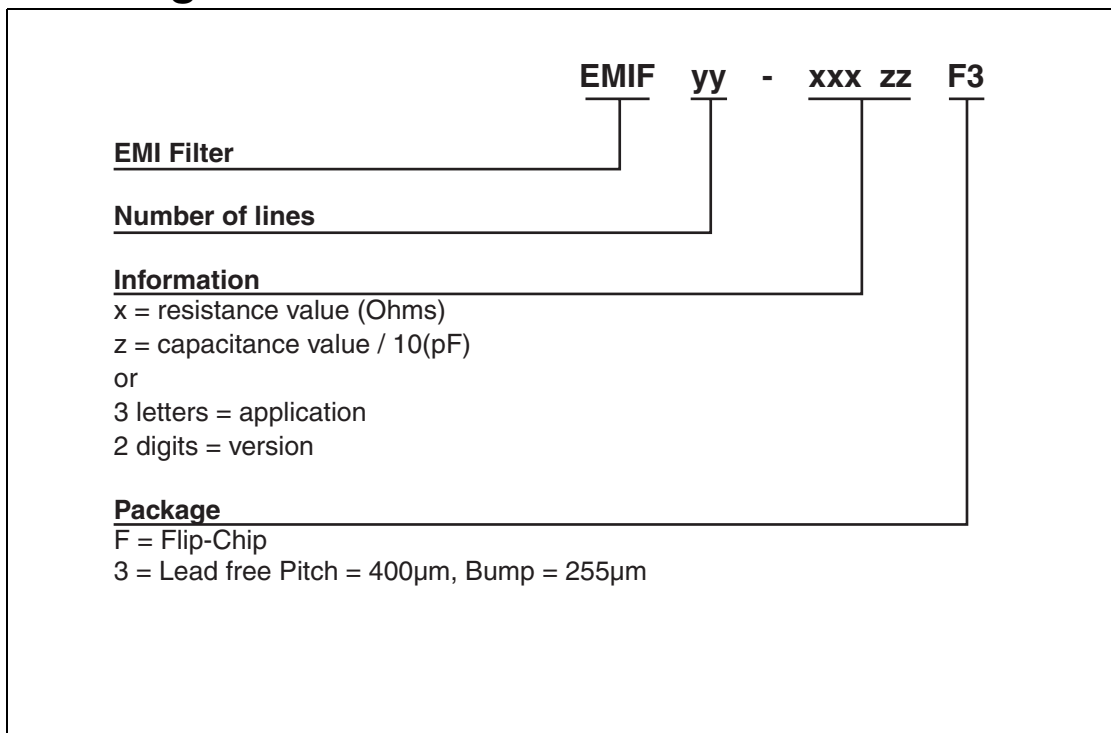 EMIF yy - xxx zz F3
EMI Filter
Number of lines
Information
x = resistance value (Ohms)
z = capacitance value / 10(pF)
or
3 letters = application
2 digits = version
Package
F = Flip-Chip
3 = Lead free Pitch = 400µm, Bump = 255µm